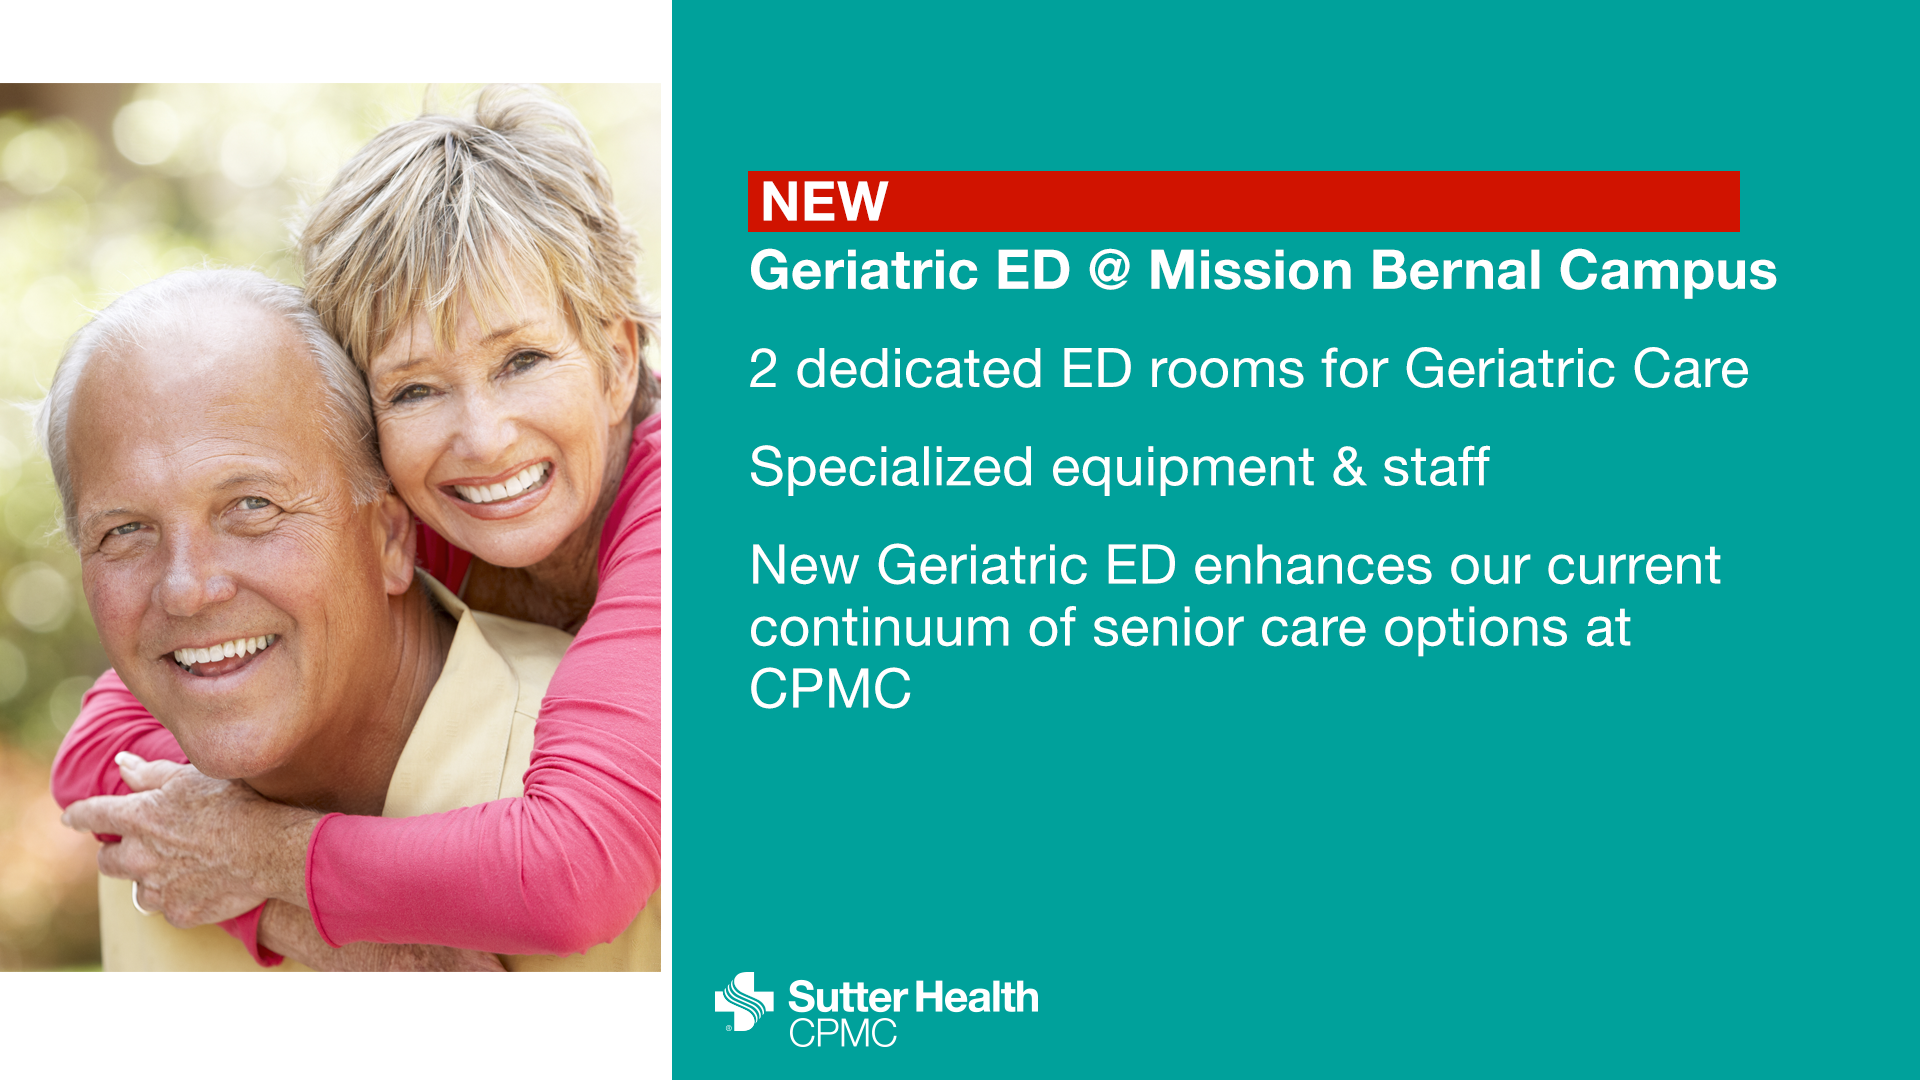 NEW
Geriatric ED @ Mission Bernal Campus
2 dedicated ED rooms for Geriatric Care
Specialized equipment & staff
New Geriatric ED enhances our current
continuum of senior care options at
CPMC
Sutter Health
®
CPMC